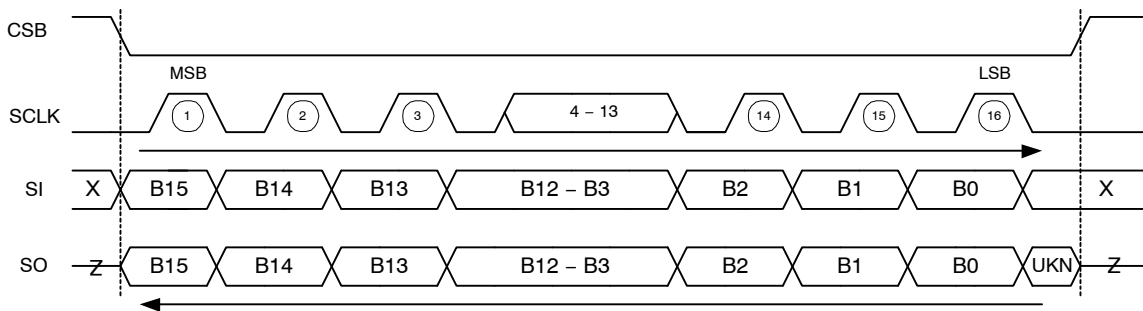 CSB
MSB LSB
SCLK 1 2 3 4 – 13 14 15 16
SI X B15 B14 B13 B12 – B3 B2 B1 B0 X
SO Z B15 B14 B13 B12 – B3 B2 B1 B0 UKN Z